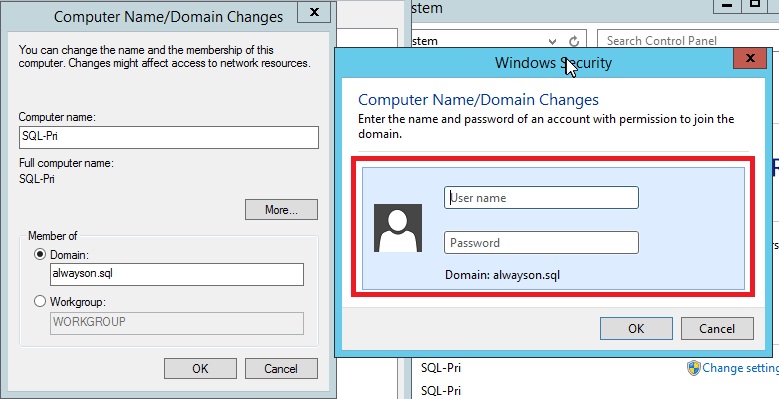 Computer Name/Domain Changes
x
You can change the name and the membership of this
computer. Changes might affect access to network resources.
Computer name:
SQL-Pri
Full computer name:
SQL-Pri
More...
Member of
Domain:
alwayson.sql
Workgroup:
WORKGROUP
OK
Cancel
stem
stem
Search Control Panel
Windows Security
x
Computer Name/Domain Changes
Enter the name and password of an account with permission to join the
domain.
User name
Password
Domain: alwayson.sql
OK
Cancel
SQL-Pri
Change setting
SQL-Pri